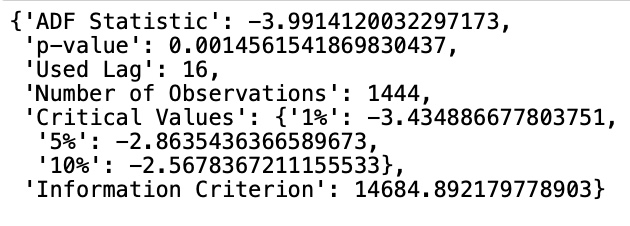 {'ADF Statistic': -3.9914120032297173,
'p-value': 0.0014561541869830437,
'Used Lag': 16,
'Number of Observations': 1444,
'Critical Values': {'1%': -3.434886677803751,
'5%': -2.8635436366589673,
'10%': -2.5678367211155533},
'Information Criterion': 14684.892179778903}